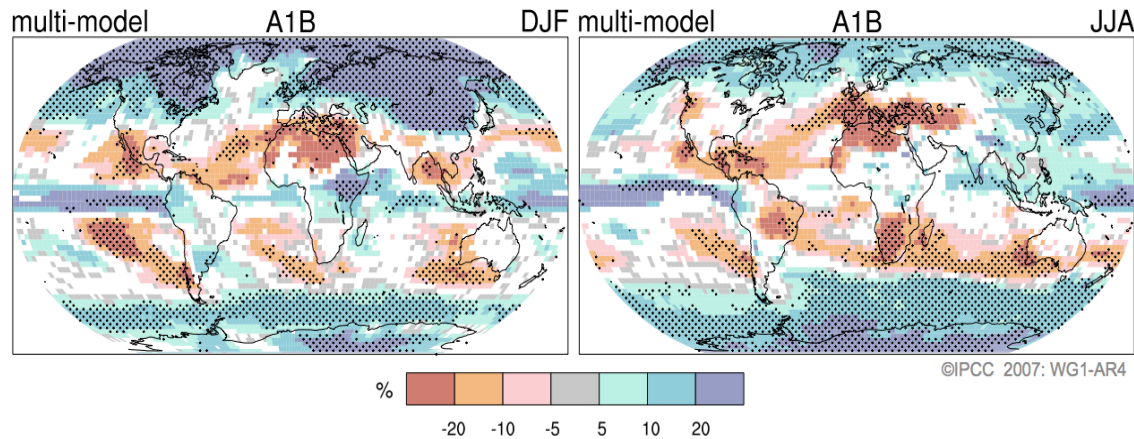 multi-model A1B DJF
multi-model A1B JJA
©IPCC 2007: WG1-AR4
%
-20 -10 -5 5 10 20